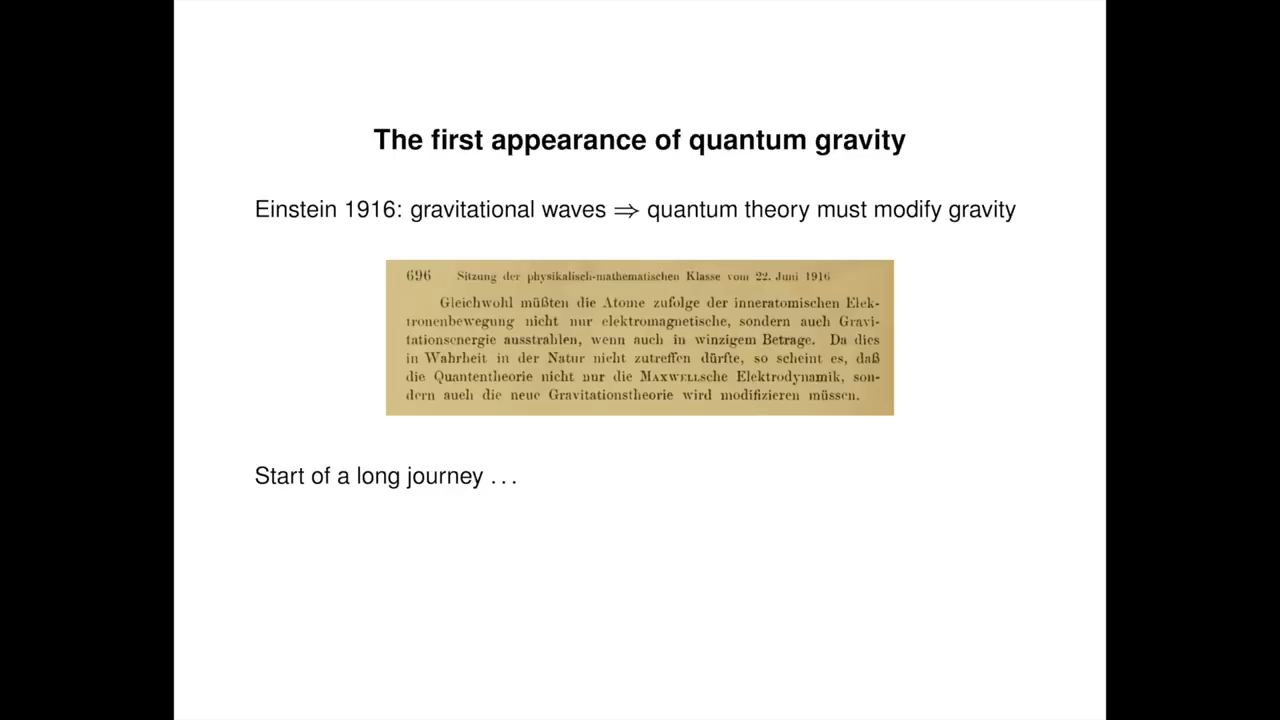 The first appearance of quantum gravity
Einstein 1916: gravitational waves ⇒ quantum theory must modify gravity
696 Sitzung der physikalisch-mathematischen Klasse vom 22. Juni 1916
Gleichwohl müßten die Atome zufolge der inneratomischen Elek-
tronenbewegung nicht nur elektromagnetische, sondern auch Gravi-
tationsenergie ausstrahlen, wenn auch in winzigem Betrage. Da dies
in Wahrheit in der Natur nicht zutreffen dürfte, so scheint es, daß
die Quantentheorie nicht nur die MAXWELLsche Elektrodynamik, son-
dern auch die neue Gravitationstheorie wird modifizieren müssen.
Start of a long journey ...